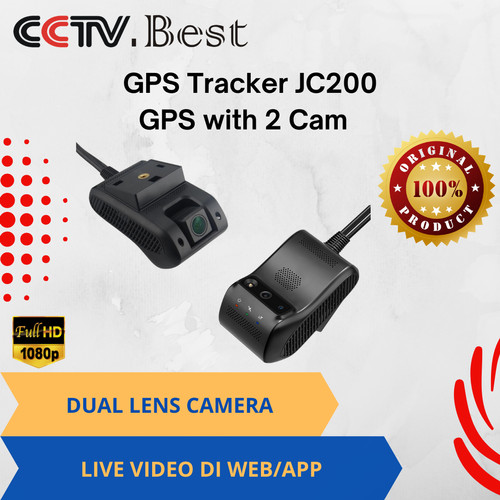 CCTV.Best
GPS Tracker JC200
GPS with 2 Cam
ORIGINAL
100%
PRODUCT
Full HD
1080p
DUAL LENS CAMERA
LIVE VIDEO DI WEB/APP